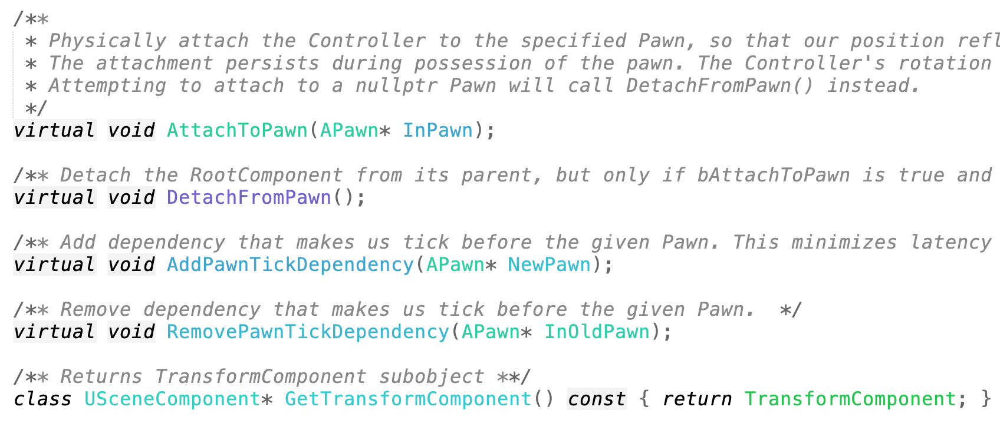 /**
 * Physically attach the Controller to the specified Pawn, so that our position
 * The attachment persists during possession of the pawn. The Controller's rotation
 * Attempting to attach to a nullptr Pawn will call DetachFromPawn() instead.
 */
virtual void AttachToPawn(APawn* InPawn);
/** Detach the RootComponent from its parent, but only if bAttachToPawn is true and
virtual void DetachFromPawn();
/** Add dependency that makes us tick before the given Pawn. This minimizes latency
virtual void AddPawnTickDependency(APawn* NewPawn);
/** Remove dependency that makes us tick before the given Pawn.  */
virtual void RemovePawnTickDependency(APawn* InOldPawn);
/** Returns TransformComponent subobject **/
class USceneComponent* GetTransformComponent() const { return TransformComponent; }